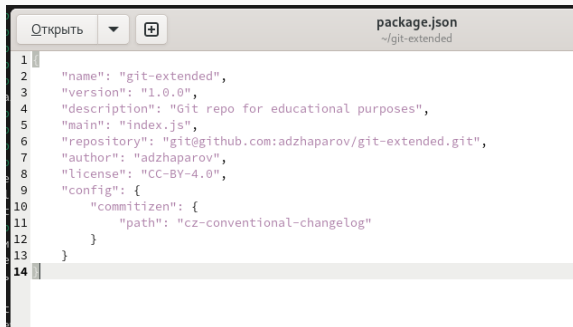 Открыть
package.json
~/git-extended
1 {
2 "name": "git-extended",
3 "version": "1.0.0",
4 "description": "Git repo for educational purposes",
5 "main": "index.js",
6 "repository": "git@github.com:adzhaparov/git-extended.git",
7 "author": "adzhaparov",
8 "license": "CC-BY-4.0",
9 "config": {
10 "commitizen": {
11 "path": "cz-conventional-changelog"
12 }
13 }
14 }